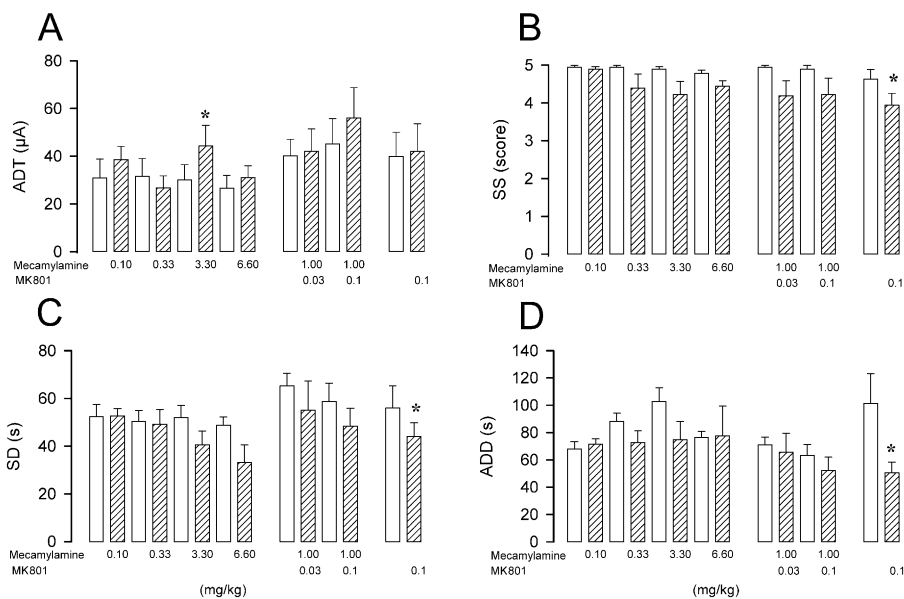 A
80
60
40
20
0
ADT (µA)
*
Mecamylamine 0.10 0.33 3.30 6.60 1.00 1.00
MK801 0.03 0.1 0.1
B
5
4
3
2
1
0
SS (score)
*
Mecamylamine 0.10 0.33 3.30 6.60 1.00 1.00
MK801 0.03 0.1 0.1
C
80
60
40
20
0
SD (s)
*
Mecamylamine 0.10 0.33 3.30 6.60 1.00 1.00
MK801 0.03 0.1 0.1
(mg/kg)
D
140
120
100
80
60
40
20
0
ADD (s)
*
Mecamylamine 0.10 0.33 3.30 6.60 1.00 1.00
MK801 0.03 0.1 0.1
(mg/kg)